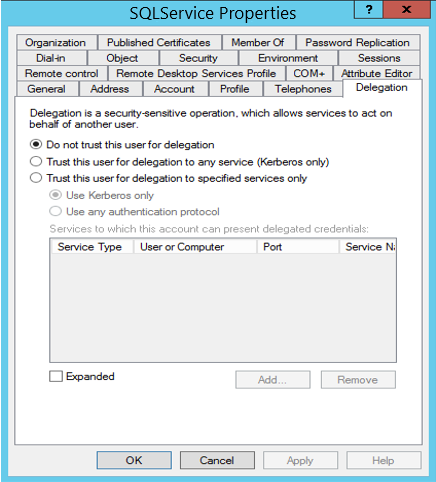 SQLService Properties
? x
Organization Published Certificates Member Of Password Replication
Dial-in Object Security Environment Sessions
Remote control Remote Desktop Services Profile COM+ Attribute Editor
General Address Account Profile Telephones Delegation
Delegation is a security-sensitive operation, which allows services to act on
behalf of another user.
Do not trust this user for delegation
Trust this user for delegation to any service (Kerberos only)
Trust this user for delegation to specified services only
Use Kerberos only
Use any authentication protocol
Services to which this account can present delegated credentials:
Service Type User or Computer Port Service Na
Expanded Add... Remove
OK Cancel Apply Help